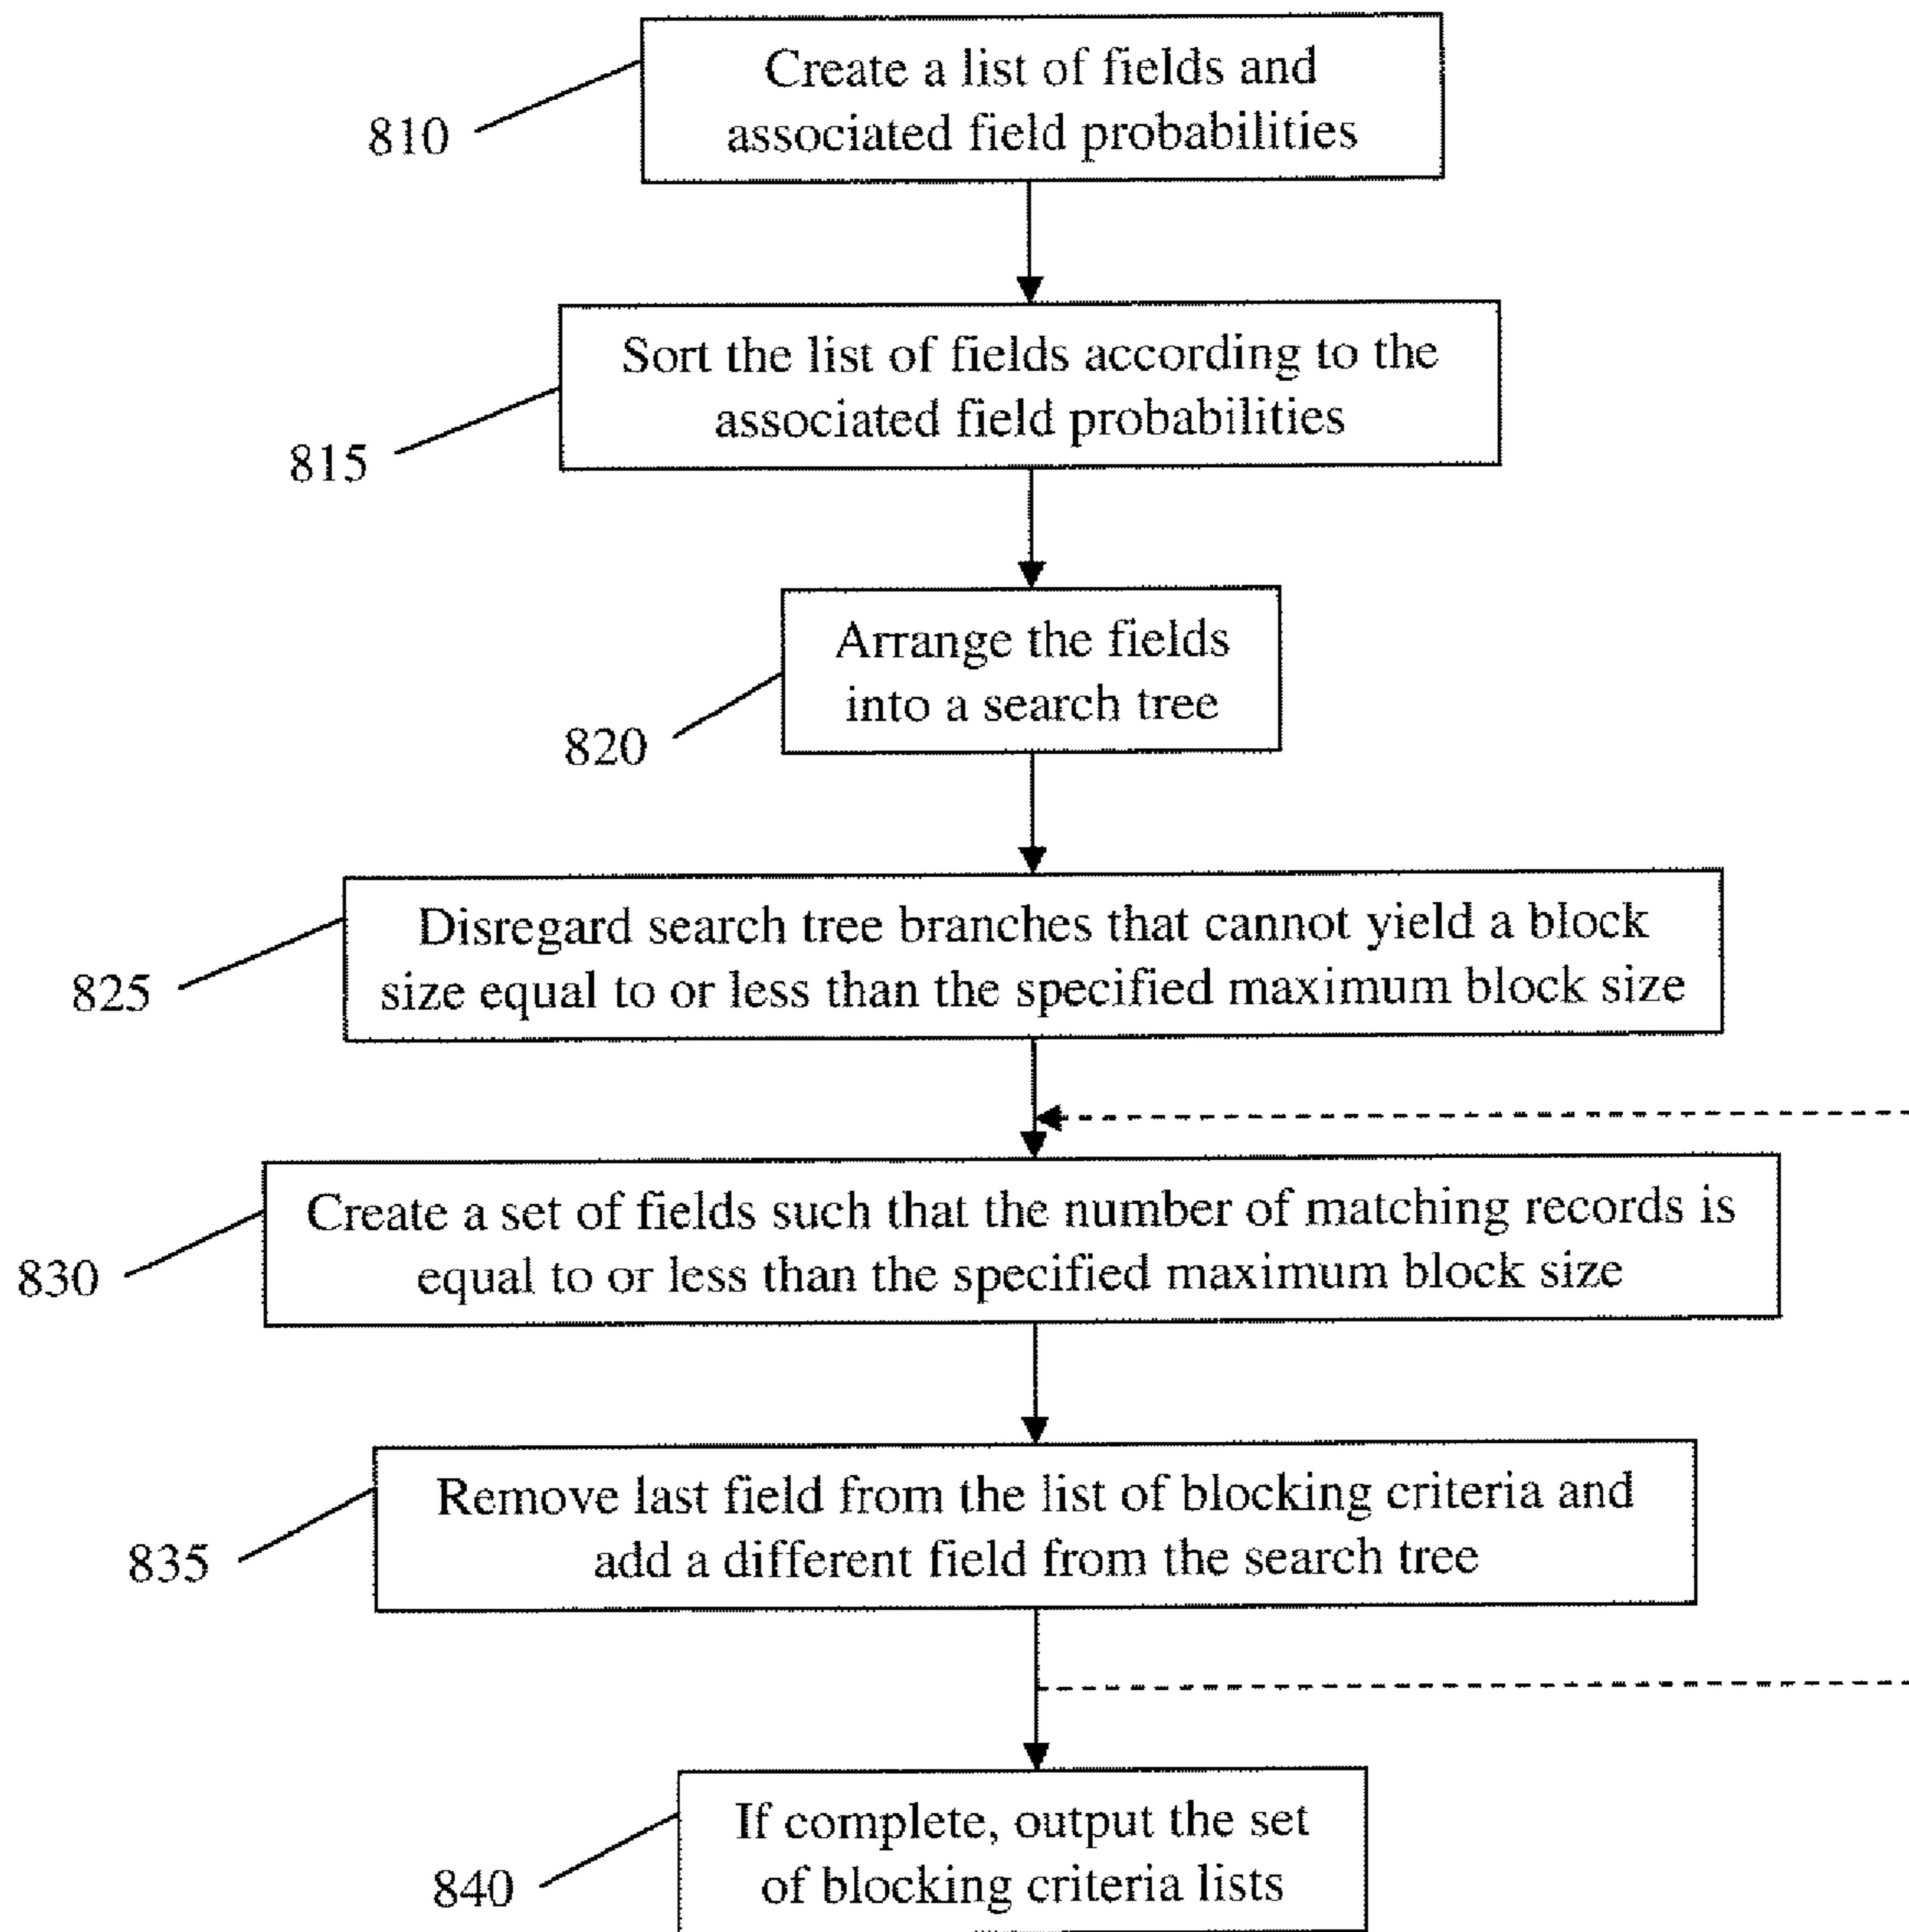 Create a list of fields and
associated field probabilities
810
Sort the list of fields according to the
associated field probabilities
815
Arrange the fields
into a search tree
820
Disregard search tree branches that cannot yield a block
size equal to or less than the specified maximum block size
825
Create a set of fields such that the number of matching records is
equal to or less than the specified maximum block size
830
Remove last field from the list of blocking criteria and
add a different field from the search tree
835
If complete, output the set
of blocking criteria lists
840